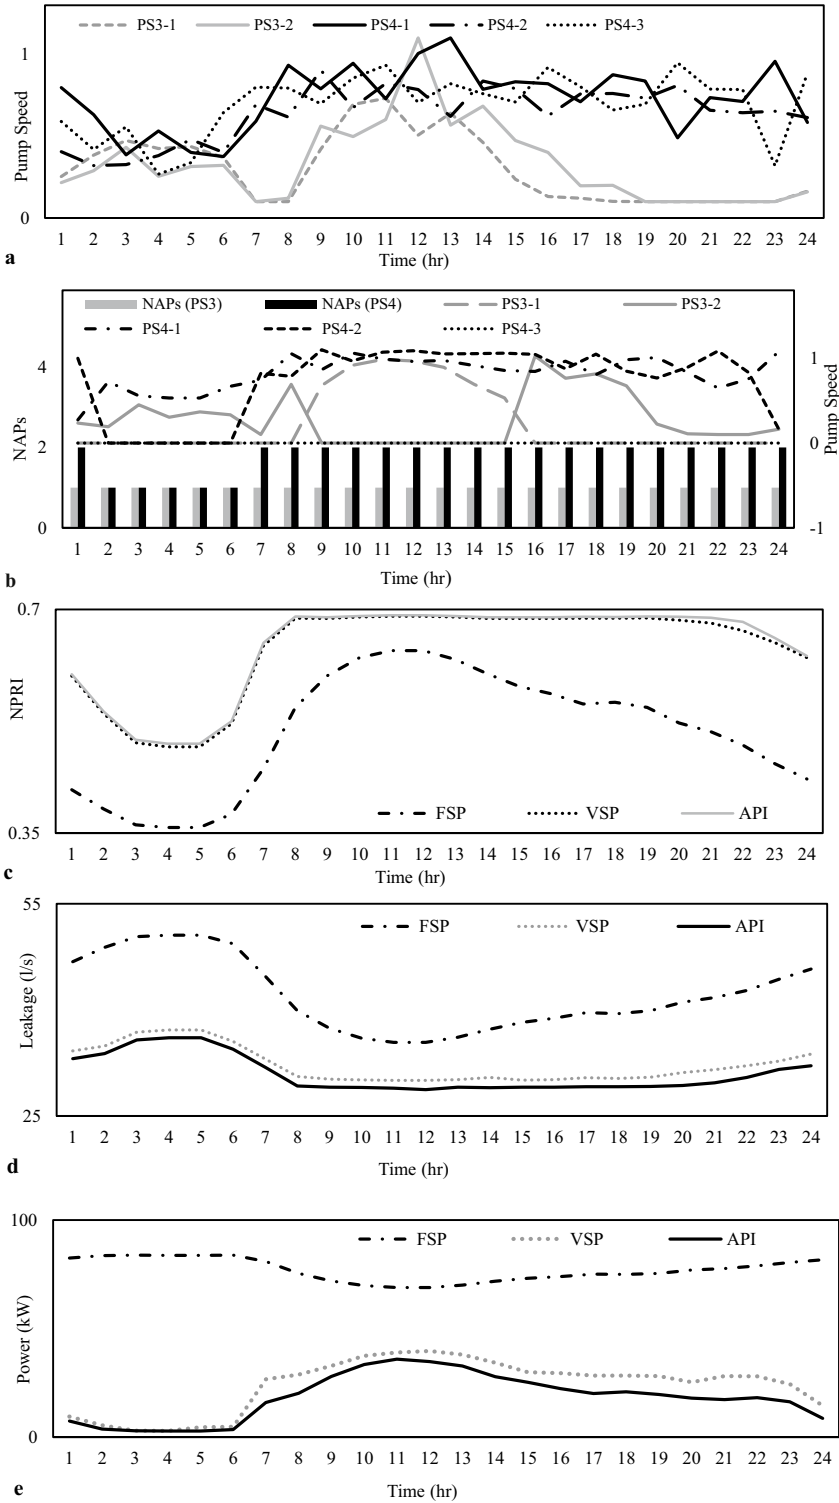 PS3-1 PS3-2 PS4-1 PS4-2 PS4-3
1
Pump Speed
0
1 2 3 4 5 6 7 8 9 10 11 12 13 14 15 16 17 18 19 20 21 22 23 24
a
Time (hr)
NAPs (PS3) NAPs (PS4) PS3-1 PS3-2
PS4-1 PS4-2 PS4-3
4 1
NAPs
Pump Speed
2 0
0 -1
1 2 3 4 5 6 7 8 9 10 11 12 13 14 15 16 17 18 19 20 21 22 23 24
b
Time (hr)
0.7
NPRI
FSP VSP API
0.35
1 2 3 4 5 6 7 8 9 10 11 12 13 14 15 16 17 18 19 20 21 22 23 24
c
Time (hr)
55
FSP VSP API
Leakage (l/s)
25
1 2 3 4 5 6 7 8 9 10 11 12 13 14 15 16 17 18 19 20 21 22 23 24
d
Time (hr)
100
FSP VSP API
Power (kW)
0
1 2 3 4 5 6 7 8 9 10 11 12 13 14 15 16 17 18 19 20 21 22 23 24
e
Time (hr)